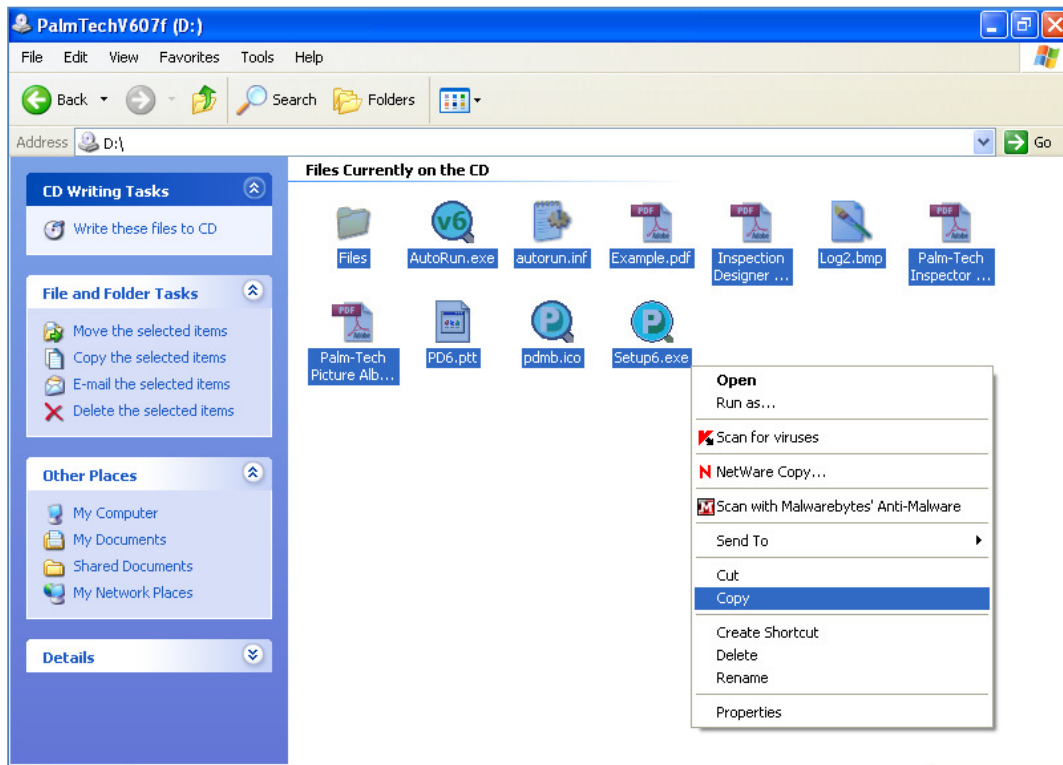 PalmTechV607f (D:)
File Edit View Favorites Tools Help
Back Search Folders
Address D:\ Go
CD Writing Tasks
Write these files to CD
File and Folder Tasks
Move the selected items
Copy the selected items
E-mail the selected items
Delete the selected items
Other Places
My Computer
My Documents
Shared Documents
My Network Places
Details
Files Currently on the CD
Files
AutoRun.exe
autorun.inf
Example.pdf
Inspection
Designer ...
Log2.bmp
Palm-Tech
Inspector ...
Palm-Tech
Picture Alb...
PD6.ptt
pdmb.ico
Setup6.exe
Open
Run as...
Scan for viruses
NetWare Copy...
Scan with Malwarebytes' Anti-Malware
Send To
Cut
Copy
Create Shortcut
Delete
Rename
Properties